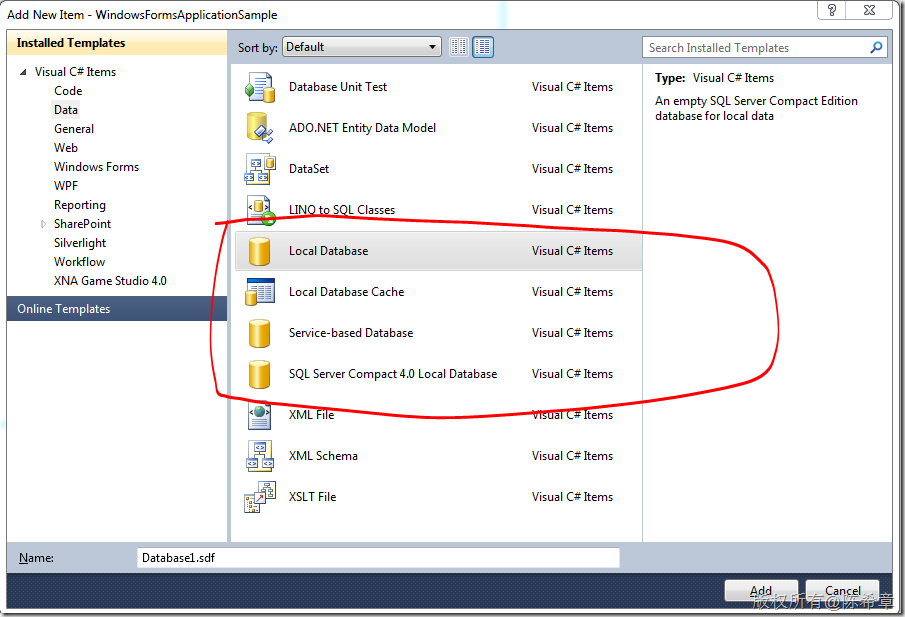 Add New Item - WindowsFormsApplicationSample
Installed Templates
Visual C# Items
Code
Data
General
Web
Windows Forms
WPF
Reporting
SharePoint
Silverlight
Workflow
XNA Game Studio 4.0
Online Templates
Sort by: Default
Search Installed Templates
Database Unit Test Visual C# Items
ADO.NET Entity Data Model Visual C# Items
DataSet Visual C# Items
LINQ to SQL Classes Visual C# Items
Local Database Visual C# Items
Local Database Cache Visual C# Items
Service-based Database Visual C# Items
SQL Server Compact 4.0 Local Database Visual C# Items
XML File Visual C# Items
XML Schema Visual C# Items
XSLT File Visual C# Items
Type: Visual C# Items
An empty SQL Server Compact Edition
database for local data
Name: Database1.sdf
Add Cancel
版权所有@陈希章